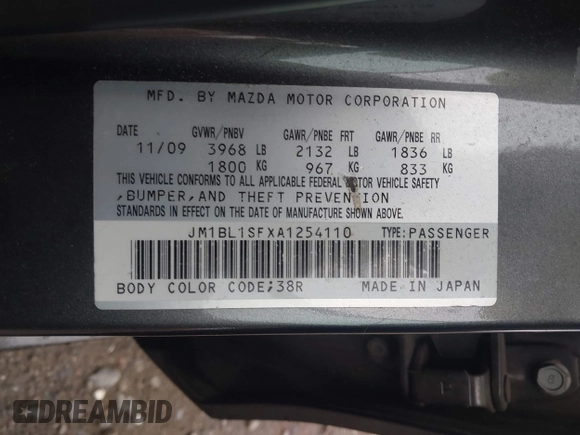 MFD. BY MAZDA MOTOR CORPORATION
DATE GVWR/PNBV GAWR/PNBE FRT GAWR/PNBE RR
11/09 3968 LB 2132 LB 1836 LB
1800 KG 967 KG 833 KG
THIS VEHICLE CONFORMS TO ALL APPLICABLE FEDERAL MOTOR VEHICLE SAFETY
,BUMPER,AND THEFT PREVENTION
STANDARDS IN EFFECT ON THE DATE OF MANUFACTURE SHOWN ABOVE.
JM1BL1SFXA1254110 TYPE:PASSENGER
BODY COLOR CODE;38R MADE IN JAPAN
DREAMBID